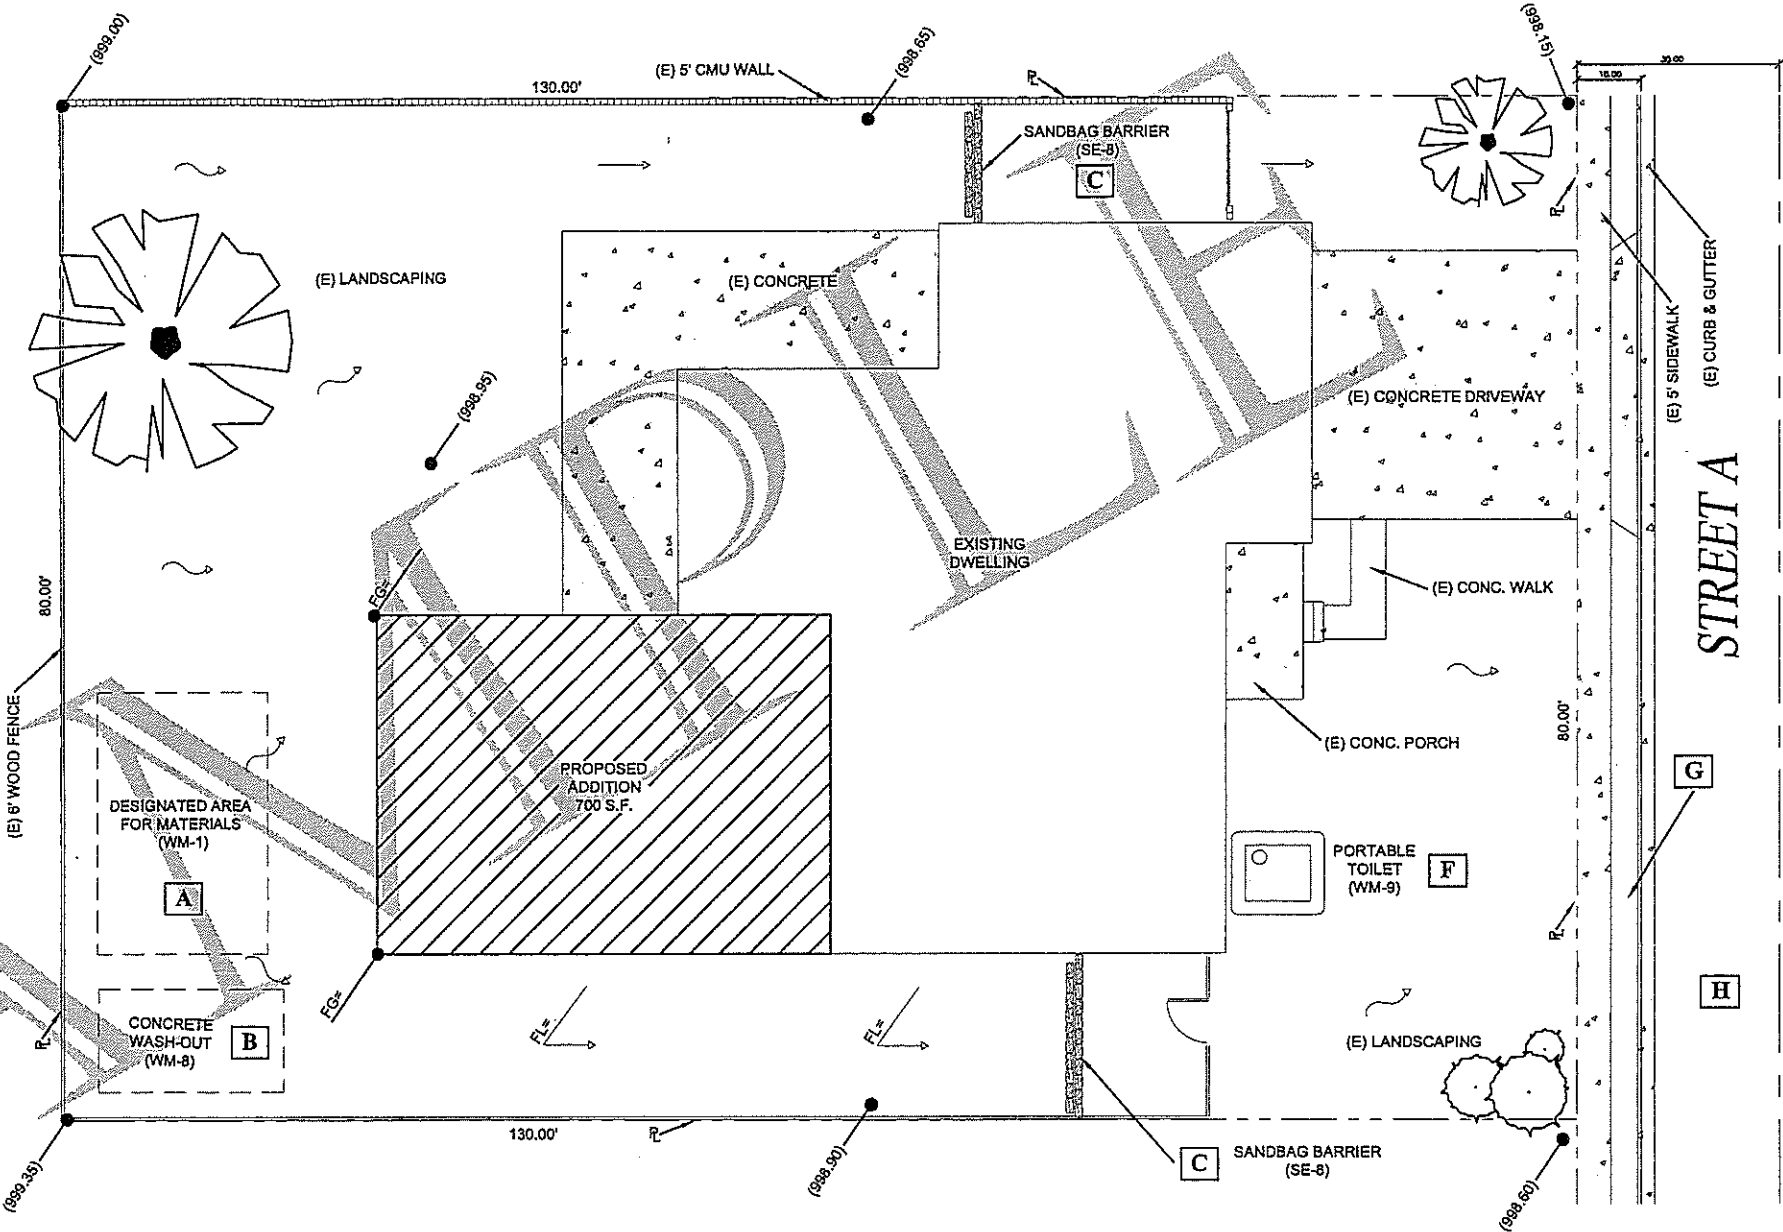 (999.00)
(998.65)
(998.15)
30.00
130.00'
(E) 5' CMU WALL
PL
SANDBAG BARRIER
(SE-8)
C
PL
(E) LANDSCAPING
(E) CONCRETE
(E) 5' SIDEWALK
(E) CURB & GUTTER
(998.95)
(E) CONCRETE DRIVEWAY
STREET A
EXISTING
DWELLING
80.00'
FG=
(E) CONC. WALK
(E) 6' WOOD FENCE
80.00'
(E) CONC. PORCH
PROPOSED
ADDITION
700 S.F.
G
DESIGNATED AREA
FOR MATERIALS
(WM-1)
A
PORTABLE
TOILET
(WM-9)
F
PL
H
FG=
CONCRETE
WASH-OUT
(WM-8)
B
PL
FL=
FL=
(E) LANDSCAPING
130.00'
PL
(999.35)
(998.90)
C
SANDBAG BARRIER
(SE-8)
(998.60)